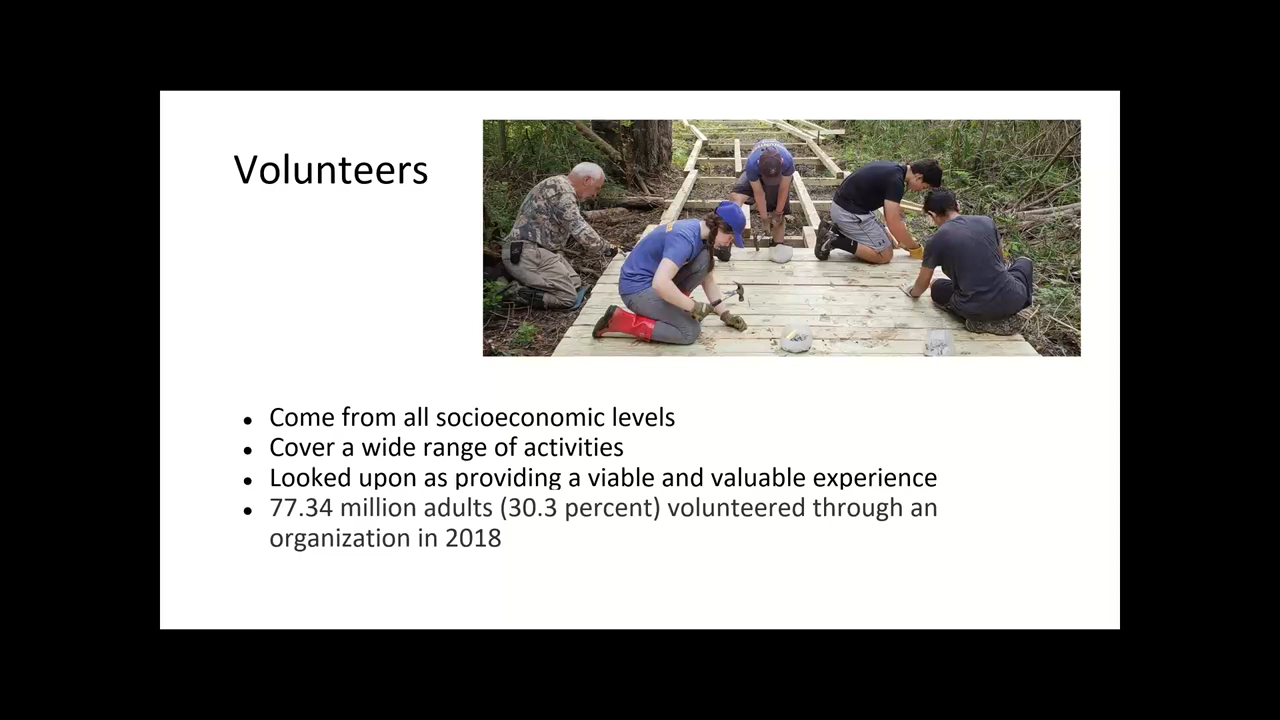 Volunteers
• Come from all socioeconomic levels
• Cover a wide range of activities
• Looked upon as providing a viable and valuable experience
• 77.34 million adults (30.3 percent) volunteered through an
organization in 2018